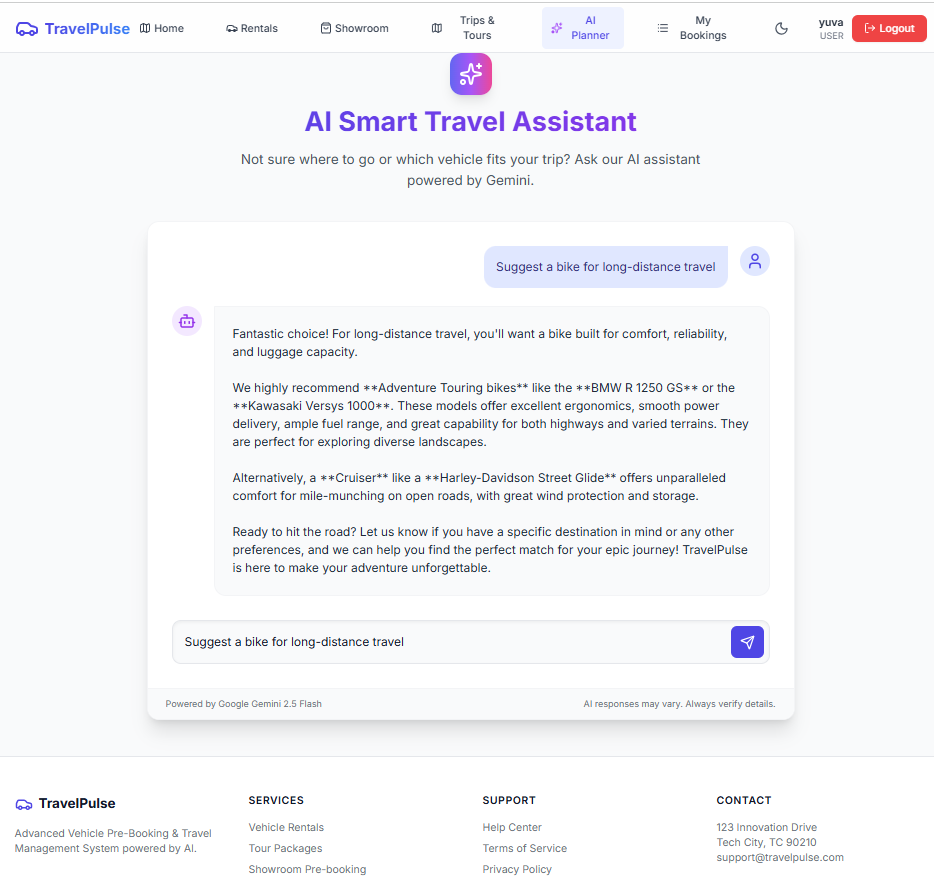 TravelPulse
Home
Rentals
Showroom
Trips &
Tours
AI
Planner
My
Bookings
yuva
USER
Logout
AI Smart Travel Assistant
Not sure where to go or which vehicle fits your trip? Ask our AI assistant
powered by Gemini.
Suggest a bike for long-distance travel
Fantastic choice! For long-distance travel, you'll want a bike built for comfort, reliability,
and luggage capacity.
We highly recommend **Adventure Touring bikes** like the **BMW R 1250 GS** or the
**Kawasaki Versys 1000**. These models offer excellent ergonomics, smooth power
delivery, ample fuel range, and great capability for both highways and varied terrains. They
are perfect for exploring diverse landscapes.
Alternatively, a **Cruiser** like a **Harley-Davidson Street Glide** offers unparalleled
comfort for mile-munching on open roads, with great wind protection and storage.
Ready to hit the road? Let us know if you have a specific destination in mind or any other
preferences, and we can help you find the perfect match for your epic journey! TravelPulse
is here to make your adventure unforgettable.
Suggest a bike for long-distance travel
Powered by Google Gemini 2.5 Flash
AI responses may vary. Always verify details.
TravelPulse
Advanced Vehicle Pre-Booking & Travel
Management System powered by AI.
SERVICES
Vehicle Rentals
Tour Packages
Showroom Pre-booking
SUPPORT
Help Center
Terms of Service
Privacy Policy
CONTACT
123 Innovation Drive
Tech City, TC 90210
support@travelpulse.com